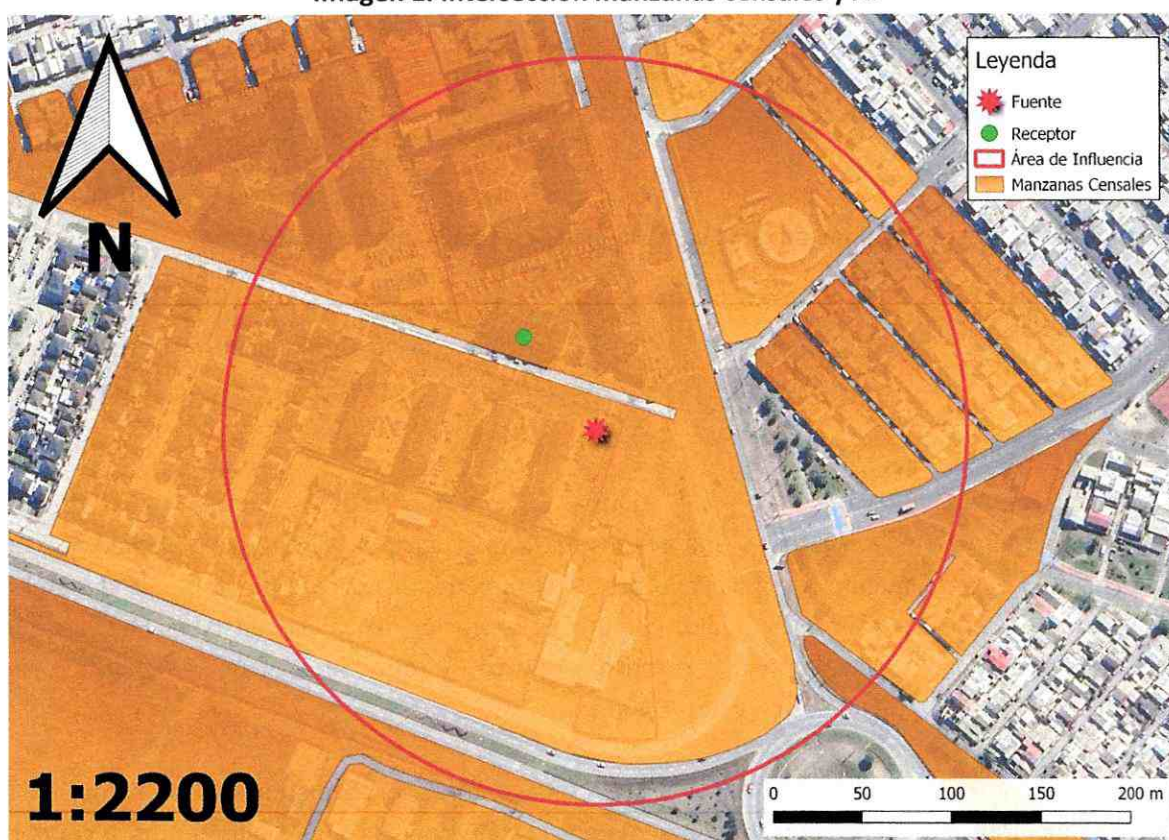 Leyenda
Fuente
Receptor
Área de Influencia
Manzanas Censales
N
1:2200
0 50 100 150 200 m